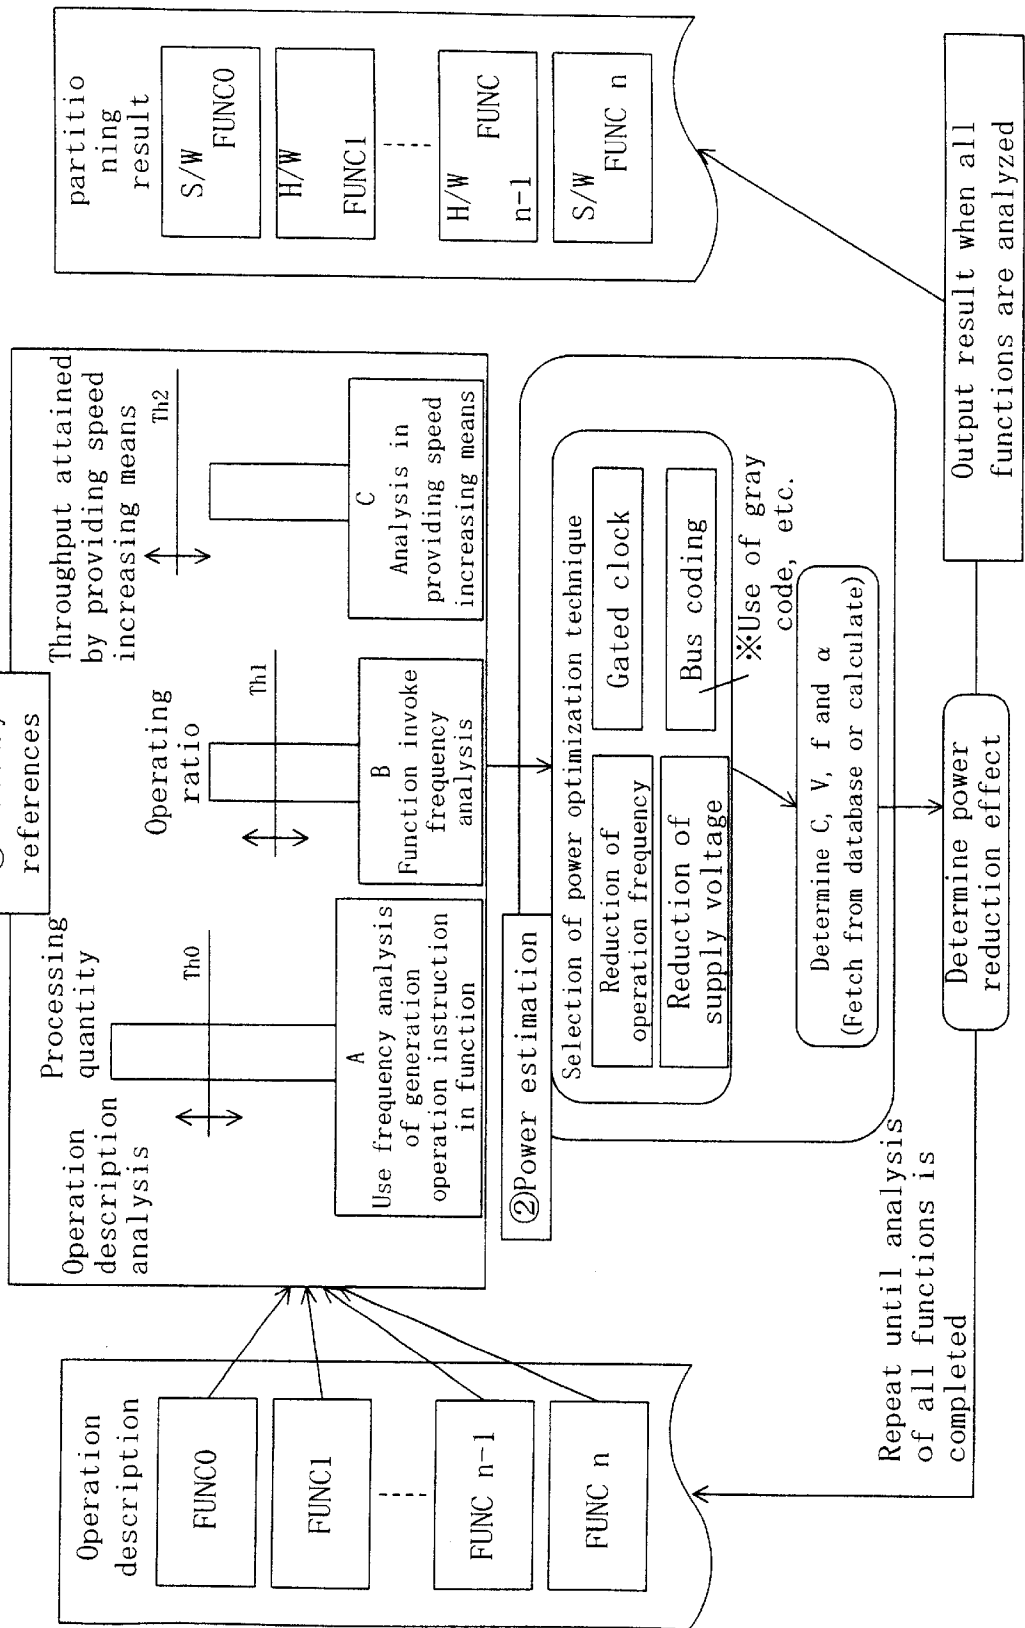 Operation
description
FUNC0
FUNC1
FUNC n-1
FUNC n
references
Operation
description
analysis
Processing
quantity
Th0
A
Use frequency analysis
of generation
operation instruction
in function
Operating
ratio
Th1
B
Function invoke
frequency
analysis
Throughput attained
by providing speed
increasing means
Th2
C
Analysis in
providing speed
increasing means
②Power estimation
Selection of power optimization technique
Reduction of
operation frequency
Gated clock
Reduction of
supply voltage
Bus coding
※Use of gray
code, etc.
Determine C, V, f and α
(Fetch from database or calculate)
Determine power
reduction effect
Repeat until analysis
of all functions is
completed
Output result when all
functions are analyzed
partitio
ning
result
S/W
FUNC0
H/W
FUNC1
H/W FUNC
n-1
S/W
FUNC n